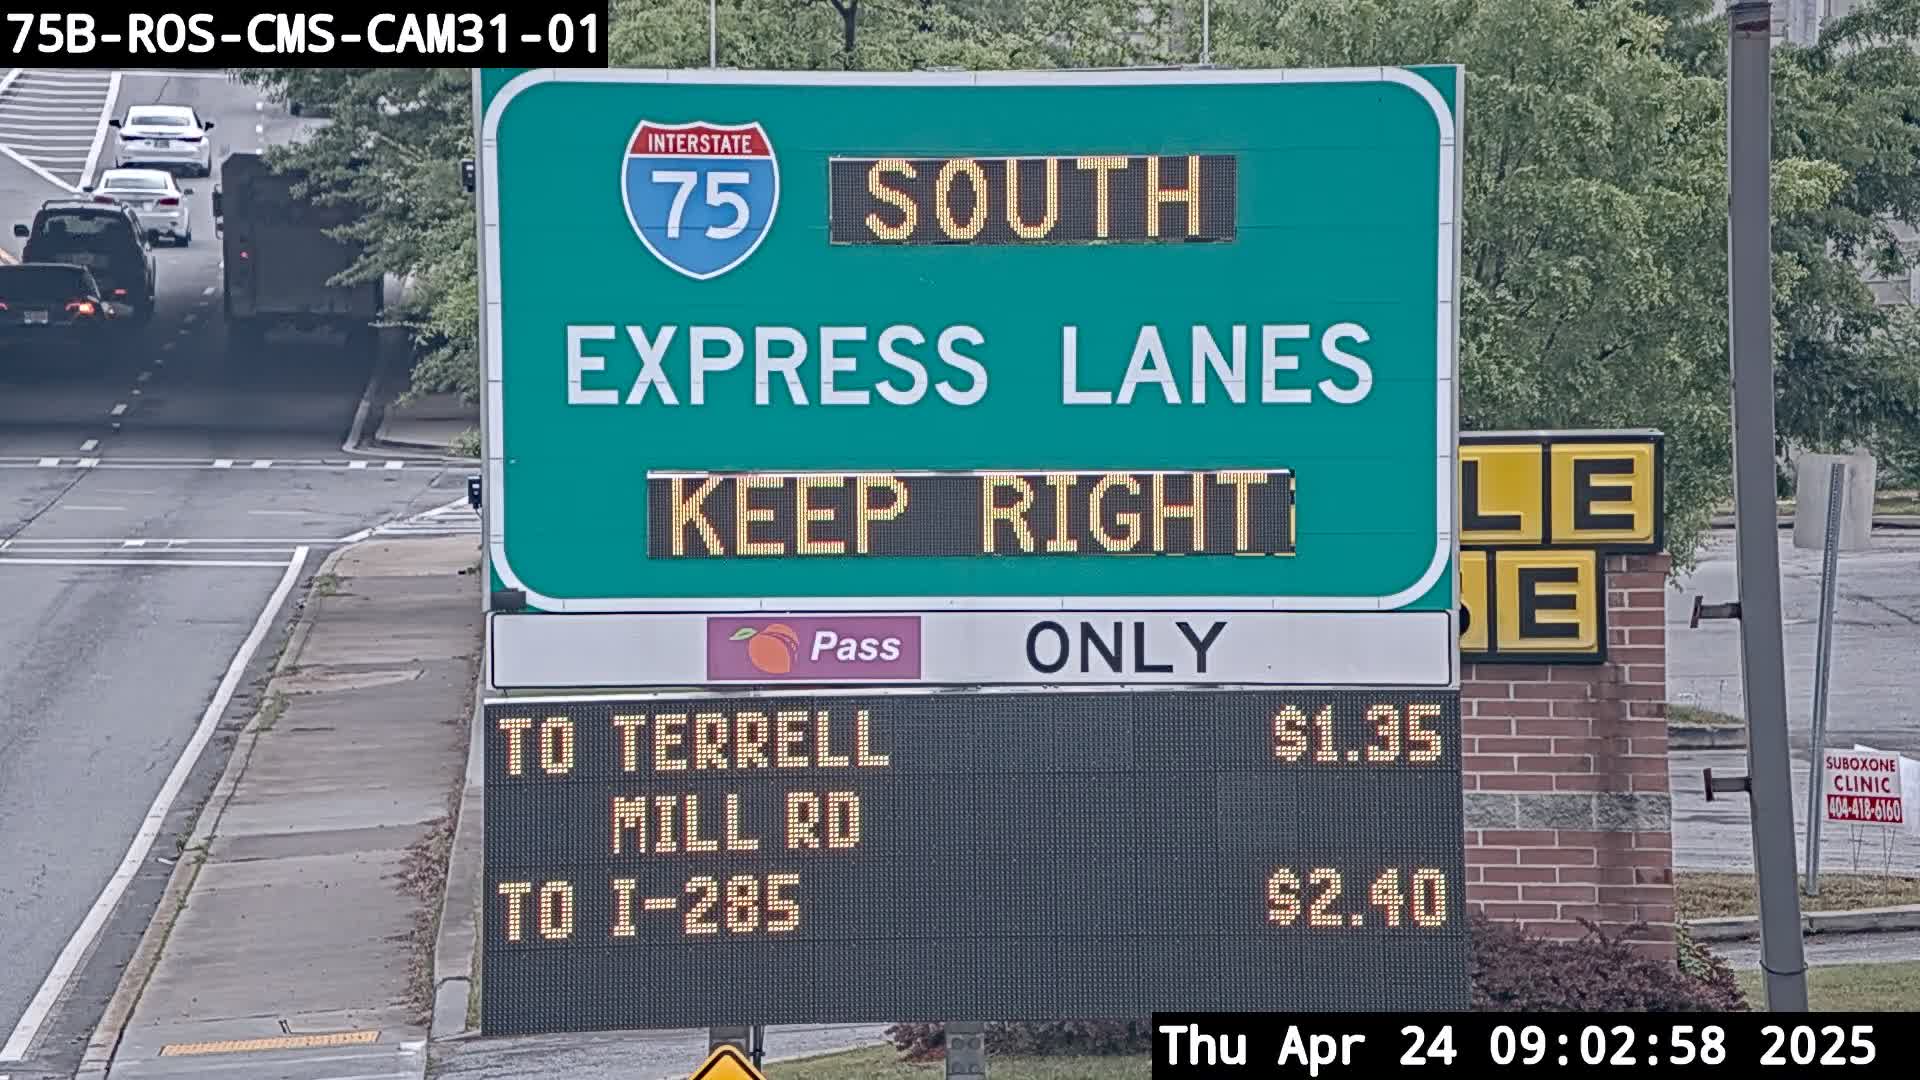 75B-ROS-CMS-CAM31-01
INTERSTATE
75
SOUTH
EXPRESS LANES
KEEP RIGHT
Pass ONLY
TO TERRELL $1.35
MILL RD
TO I-285 $2.40
LE
E
SUBOXONE
CLINIC
404-418-6160
Thu Apr 24 09:02:58 2025